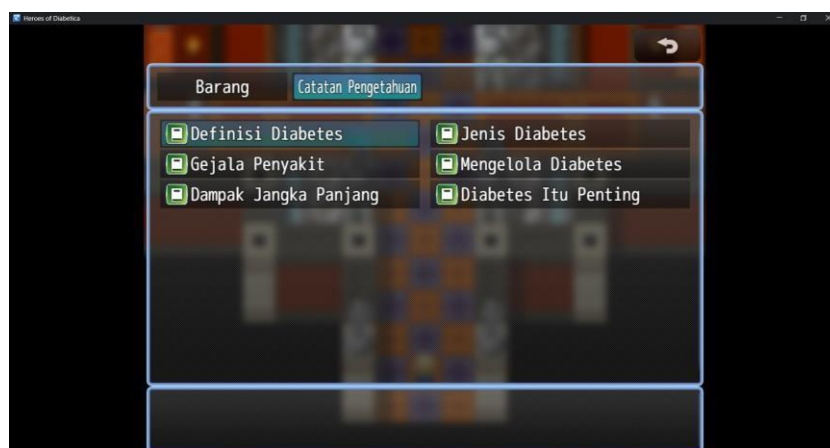 Heroes of Diabetica
Barang Catatan Pengetahuan
Definisi Diabetes Jenis Diabetes
Gejala Penyakit Mengelola Diabetes
Dampak Jangka Panjang Diabetes Itu Penting